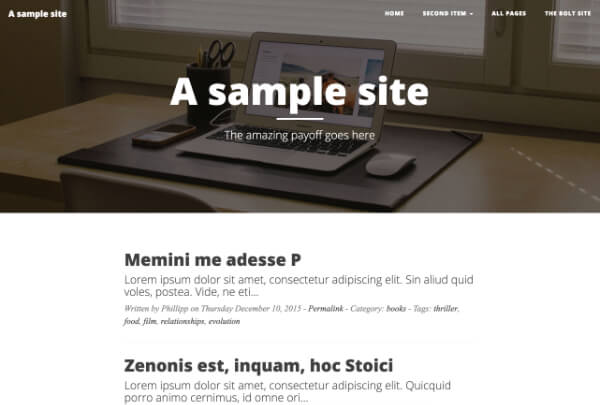 A sample site
HOME SECOND ITEM ALL PAGES THE BOLT SITE
A sample site
The amazing payoff goes here
Memini me adesse P
Lorem ipsum dolor sit amet, consectetur adipiscing elit. Sin aliud quid
voles, postea. Vide, ne eti...
Written by Phillipp on Thursday December 10, 2015 - Permalink - Category: books - Tags: thriller,
food, film, relationships, evolution
Zenonis est, inquam, hoc Stoici
Lorem ipsum dolor sit amet, consectetur adipiscing elit. Quicquid
porro animo cernimus, id omne ori...